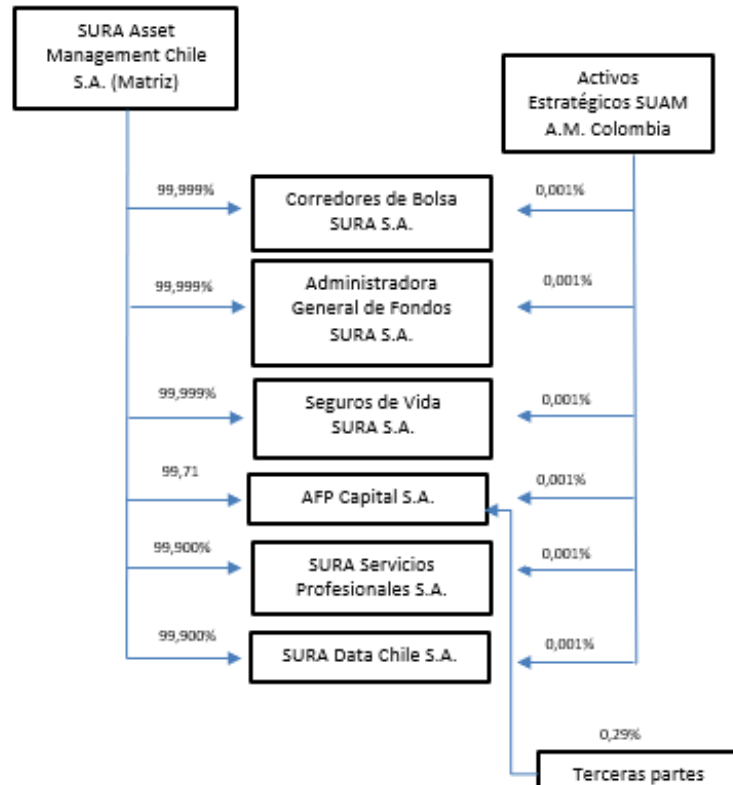 SURA Asset
Management Chile
S.A. (Matriz)
Activos
Estratégicos SUAM
A.M. Colombia
99,999%
Corredores de Bolsa
SURA S.A.
0,001%
99,999%
Administradora
General de Fondos
SURA S.A.
0,001%
99,999%
Seguros de Vida
SURA S.A.
0,001%
99,71
AFP Capital S.A.
0,001%
99,900%
SURA Servicios
Profesionales S.A.
0,001%
99,900%
SURA Data Chile S.A.
0,001%
0,29%
Terceras partes